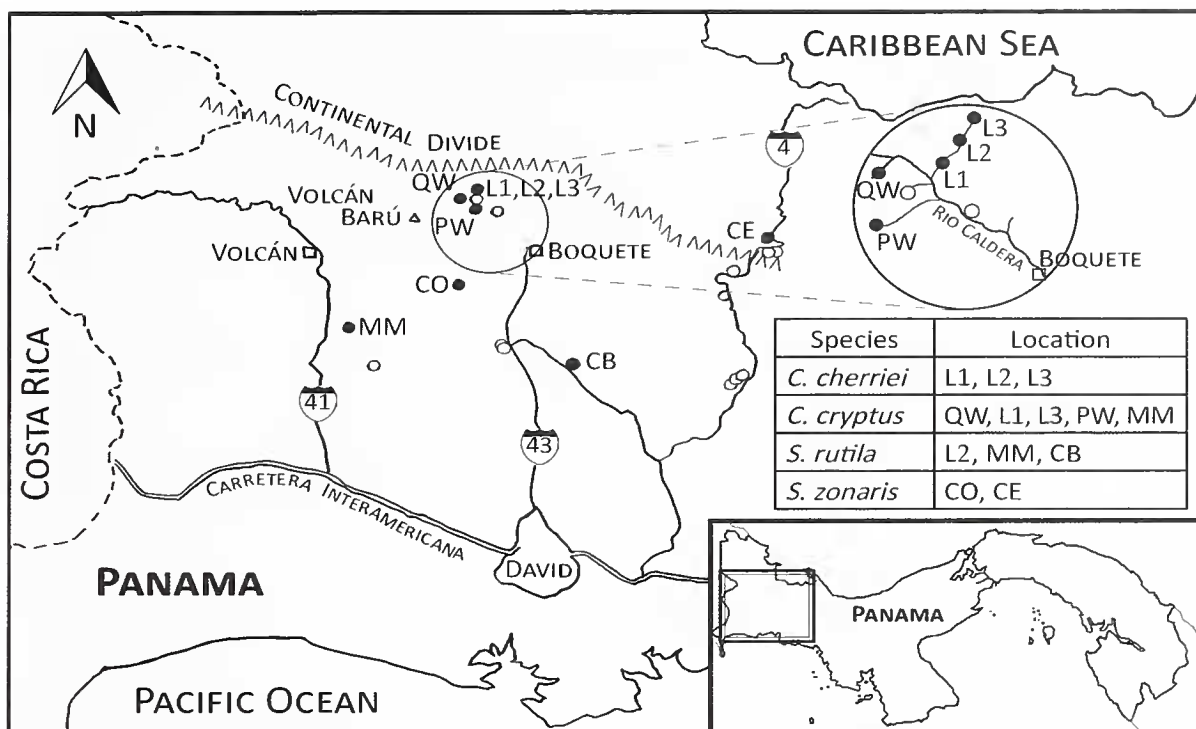 CARIBBEAN SEA
N
CONTINENTAL DIVIDE
4
L3
L2
L1
QW
PW
RIO CALDERA
BOQUETE
QW
L1, L2, L3
PW
VOLCÁN
BARÚ
VOLCÁN
BOQUETE
CE
CO
MM
CB
41
43
COSTA RICA
CARRETERA INTERAMERICANA
DAVID
PANAMA
PACIFIC OCEAN
Species Location
C. cherriei L1, L2, L3
C. cryptus QW, L1, L3, PW, MM
S. rutila L2, MM, CB
S. zonaris CO, CE
PANAMA